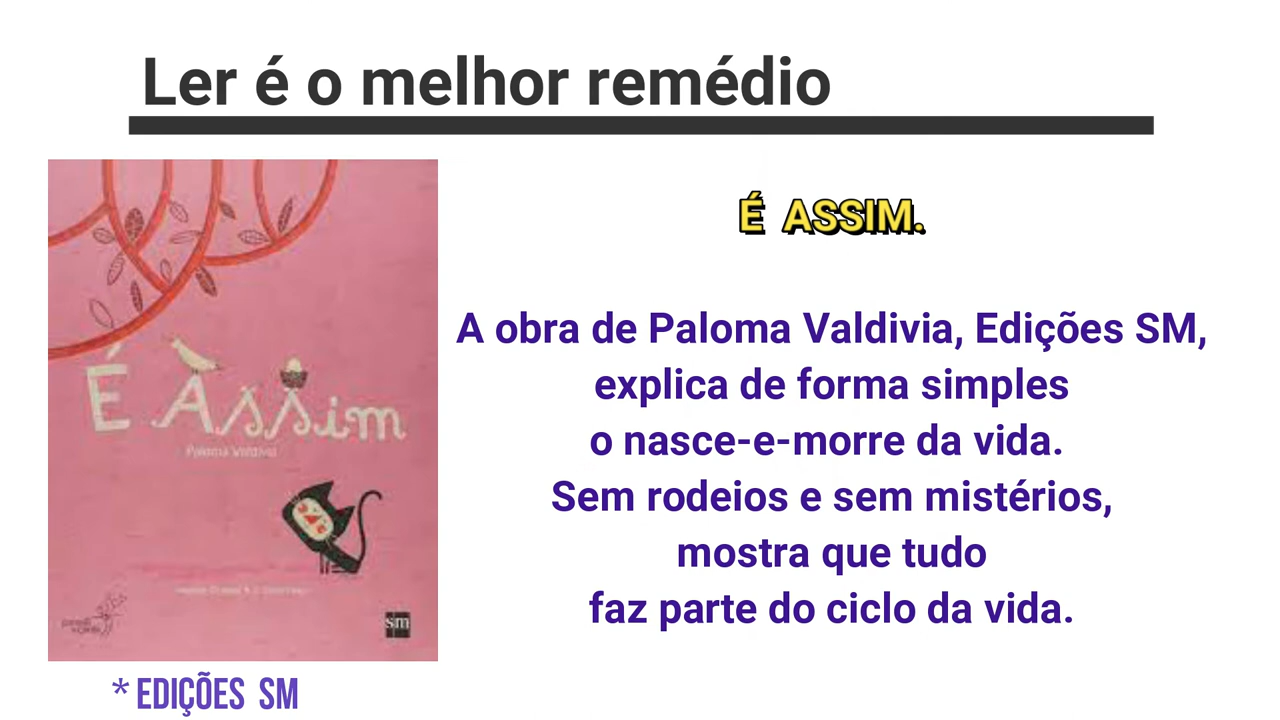 Ler é o melhor remédio
É Assim
Paloma Valdivia
sm
* EDIÇÕES SM
É ASSIM.
A obra de Paloma Valdivia, Edições SM,
explica de forma simples
o nasce-e-morre da vida.
Sem rodeios e sem mistérios,
mostra que tudo
faz parte do ciclo da vida.